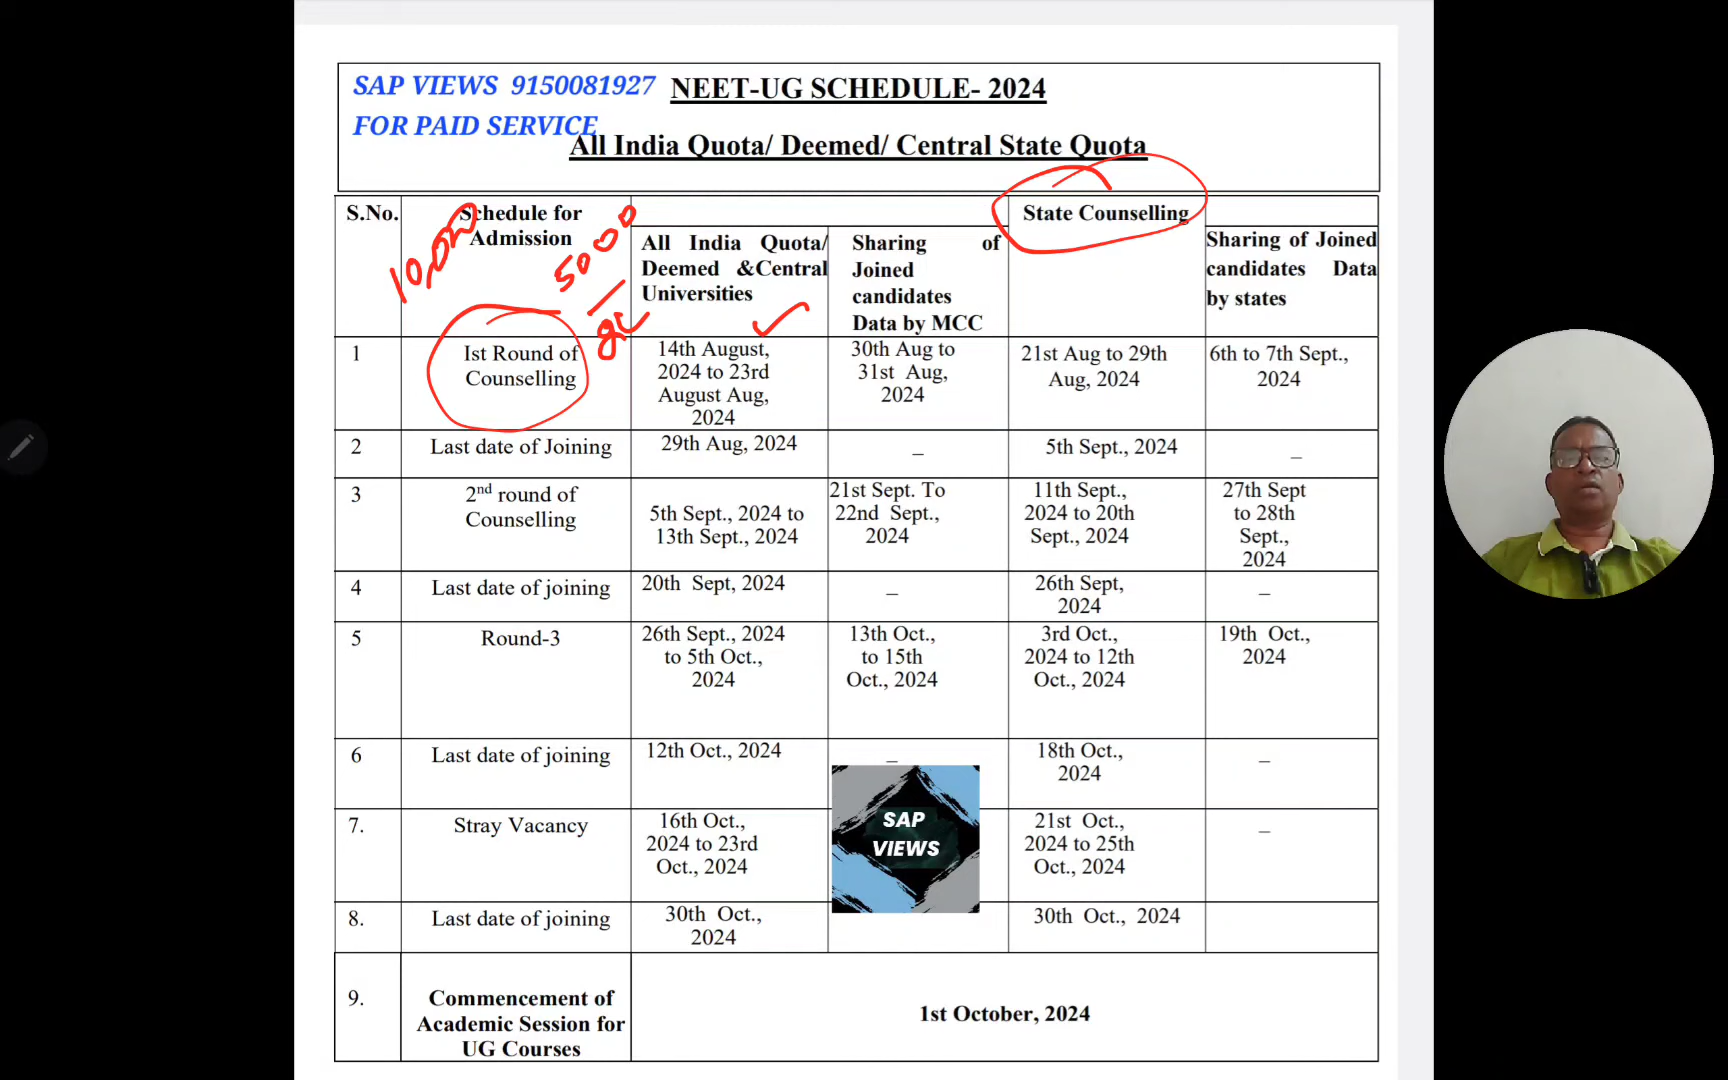 SAP VIEWS 9150081927
FOR PAID SERVICE
NEET-UG SCHEDULE- 2024
All India Quota/ Deemed/ Central State Quota
S.No.
Schedule for
Admission
All India Quota/
Deemed &Central
Universities
Sharing of
Joined
candidates
Data by MCC
State Counselling
Sharing of Joined
candidates Data
by states
10,000
5000
1
Ist Round of
Counselling
14th August,
2024 to 23rd
August Aug,
2024
30th Aug to
31st Aug,
2024
21st Aug to 29th
Aug, 2024
6th to 7th Sept.,
2024
2
Last date of Joining
29th Aug, 2024
–
5th Sept., 2024
–
3
2nd round of
Counselling
5th Sept., 2024 to
13th Sept., 2024
21st Sept. To
22nd Sept.,
2024
11th Sept.,
2024 to 20th
Sept., 2024
27th Sept
to 28th
Sept.,
2024
4
Last date of joining
20th Sept, 2024
–
26th Sept,
2024
–
5
Round-3
26th Sept., 2024
to 5th Oct.,
2024
13th Oct.,
to 15th
Oct., 2024
3rd Oct.,
2024 to 12th
Oct., 2024
19th Oct.,
2024
6
Last date of joining
12th Oct., 2024
–
18th Oct.,
2024
–
7.
Stray Vacancy
16th Oct.,
2024 to 23rd
Oct., 2024
SAP
VIEWS
21st Oct.,
2024 to 25th
Oct., 2024
–
8.
Last date of joining
30th Oct.,
2024
30th Oct., 2024
9.
Commencement of
Academic Session for
UG Courses
1st October, 2024